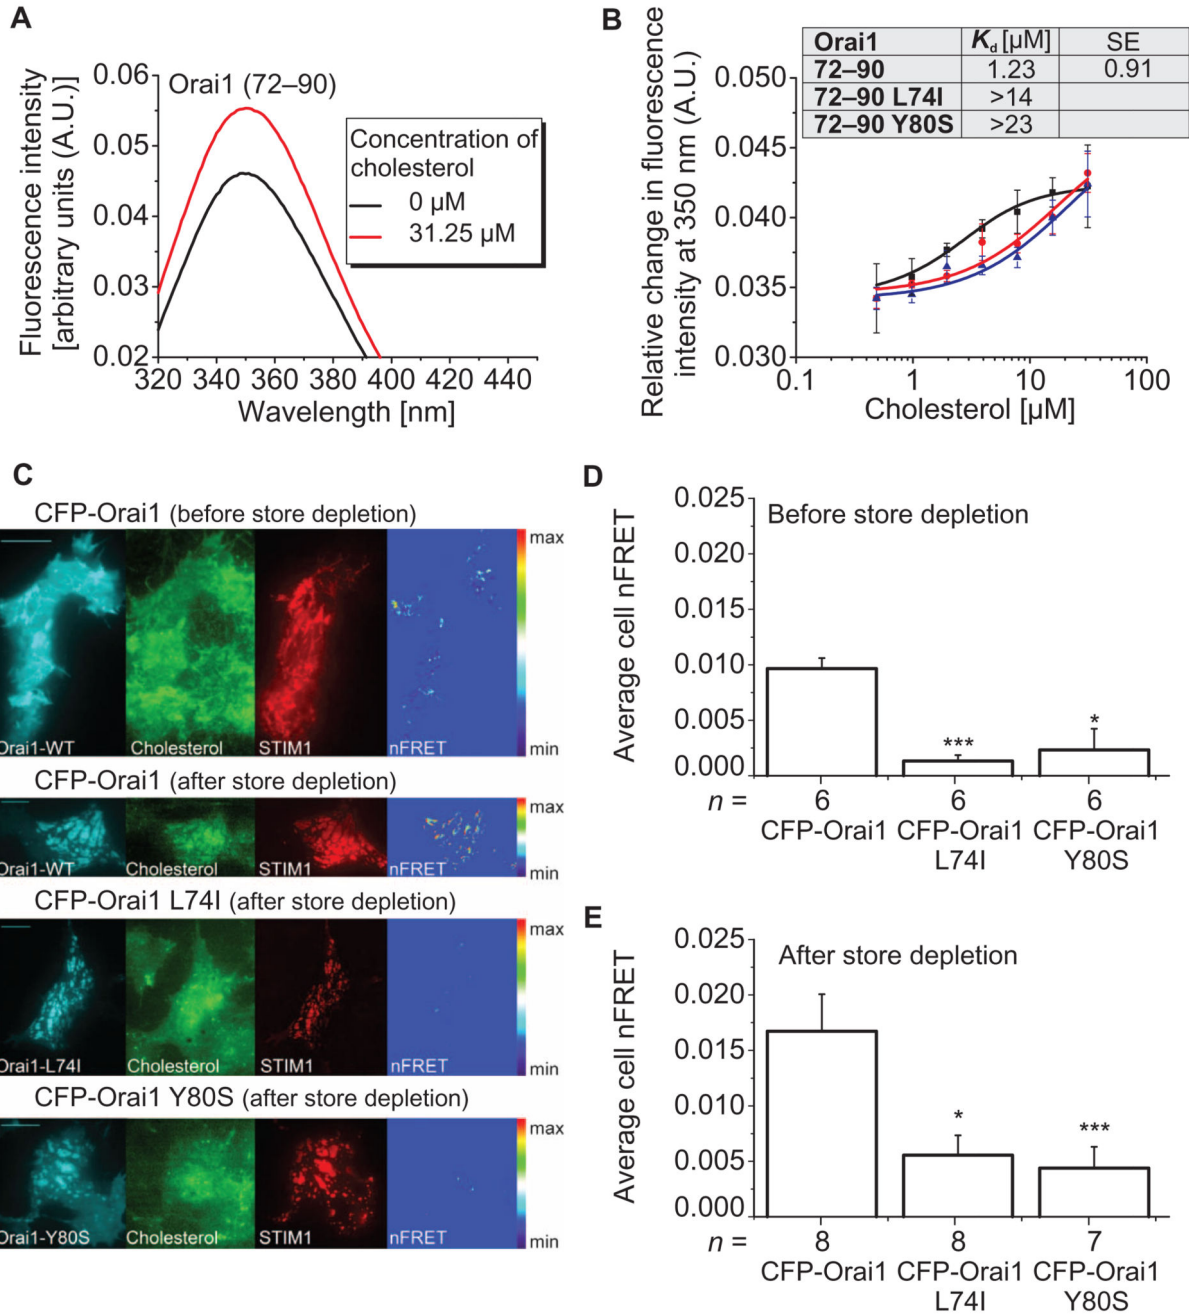 A
Fluorescence intensity
[arbitrary units (A.U.)]
0.06
0.05
0.04
0.03
0.02
Orai1 (72–90)
Concentration of
cholesterol
0 µM
31.25 µM
320 340 360 380 400 420 440
Wavelength [nm]
B
Relative change in fluorescence
intensity at 350 nm (A.U.)
Orai1 Kd [µM] SE
72–90 1.23 0.91
72–90 L74I >14
72–90 Y80S >23
0.050
0.045
0.040
0.035
0.030
0.1 1 10 100
Cholesterol [µM]
C
CFP-Orai1 (before store depletion)
Orai1-WT Cholesterol STIM1 nFRET
max
min
CFP-Orai1 (after store depletion)
Orai1-WT Cholesterol STIM1 nFRET
max
min
CFP-Orai1 L74I (after store depletion)
Orai1-L74I Cholesterol STIM1 nFRET
max
min
CFP-Orai1 Y80S (after store depletion)
Orai1-Y80S Cholesterol STIM1 nFRET
max
min
D
Average cell nFRET
0.025
0.020
0.015
0.010
0.005
0.000
Before store depletion
*** *
n = 6 6 6
CFP-Orai1 CFP-Orai1 CFP-Orai1
L74I Y80S
E
Average cell nFRET
0.025
0.020
0.015
0.010
0.005
0.000
After store depletion
* ***
n = 8 8 7
CFP-Orai1 CFP-Orai1 CFP-Orai1
L74I Y80S